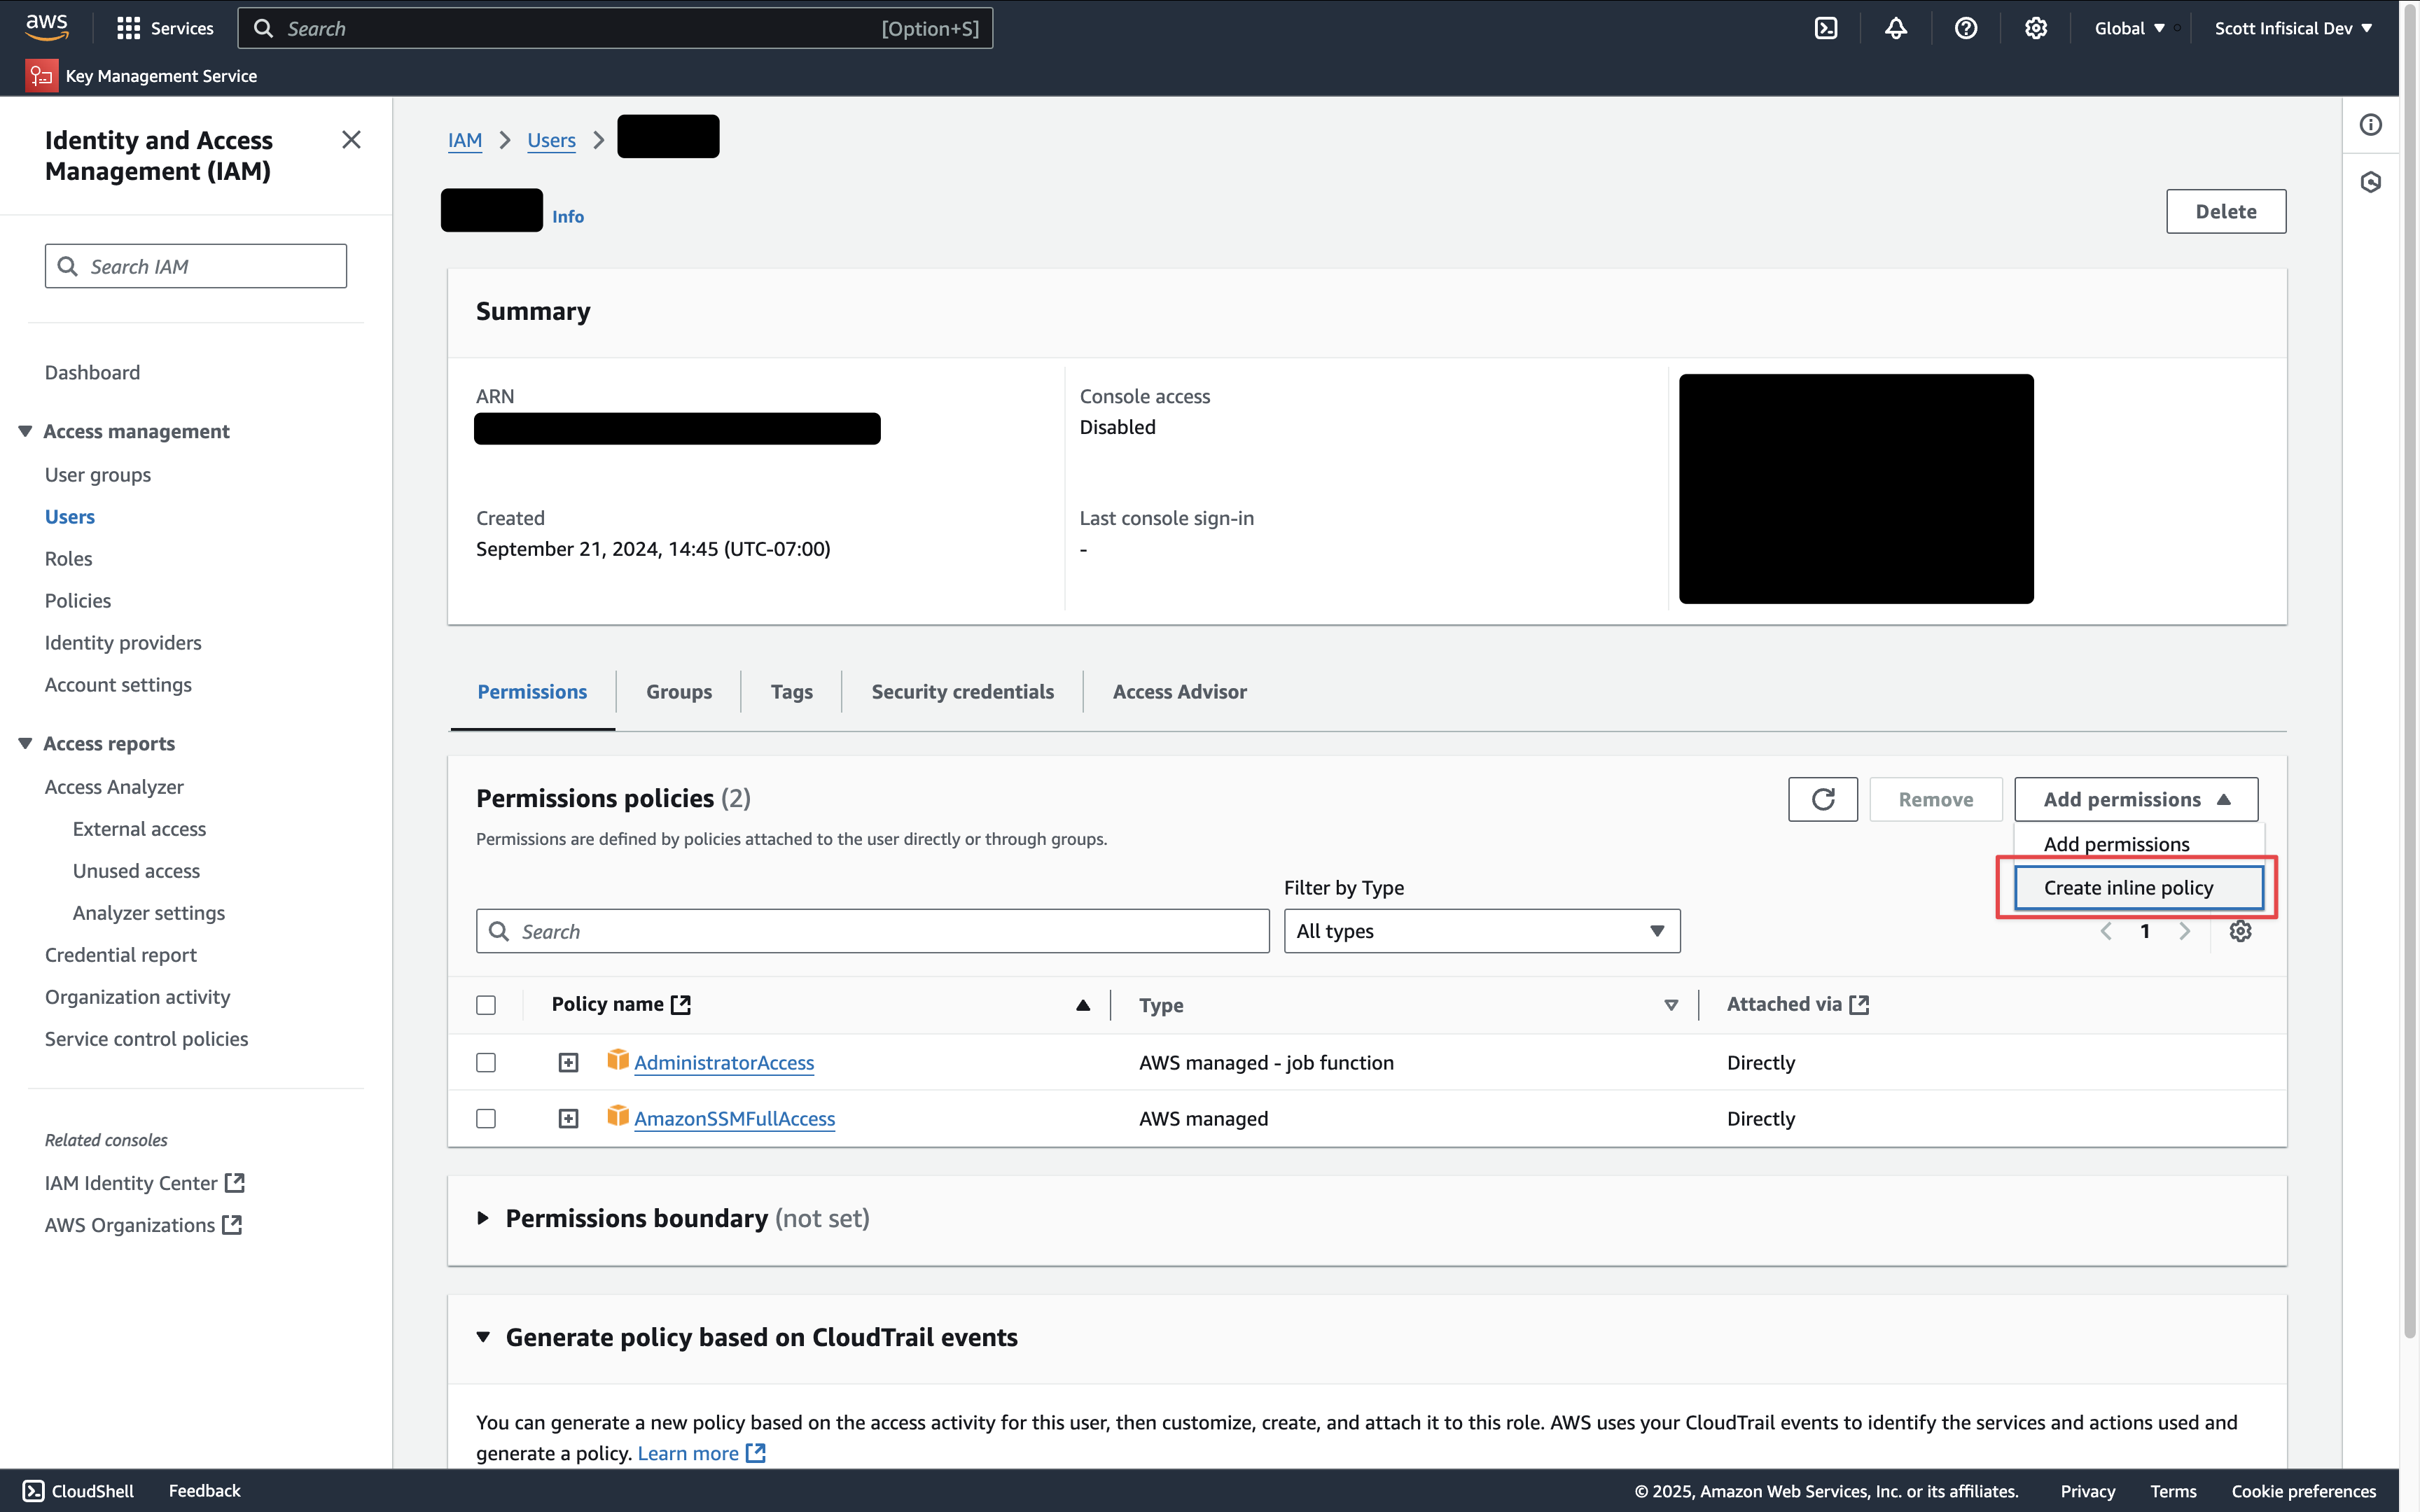 aws
Services
Search
[Option+S]
Global
Scott Infisical Dev
Key Management Service
Identity and Access
Management (IAM)
Search IAM
Dashboard
Access management
User groups
Users
Roles
Policies
Identity providers
Account settings
Access reports
Access Analyzer
External access
Unused access
Analyzer settings
Credential report
Organization activity
Service control policies
Related consoles
IAM Identity Center
AWS Organizations
IAM
Users
Info
Delete
Summary
ARN
Console access
Disabled
Created
September 21, 2024, 14:45 (UTC-07:00)
Last console sign-in
-
Permissions
Groups
Tags
Security credentials
Access Advisor
Permissions policies (2)
Permissions are defined by policies attached to the user directly or through groups.
Remove
Add permissions
Add permissions
Create inline policy
Filter by Type
Search
All types
1
Policy name
Type
Attached via
AdministratorAccess
AWS managed - job function
Directly
AmazonSSMFullAccess
AWS managed
Directly
Permissions boundary (not set)
Generate policy based on CloudTrail events
You can generate a new policy based on the access activity for this user, then customize, create, and attach it to this role. AWS uses your CloudTrail events to identify the services and actions used and
generate a policy. Learn more
CloudShell
Feedback
© 2025, Amazon Web Services, Inc. or its affiliates.
Privacy
Terms
Cookie preferences